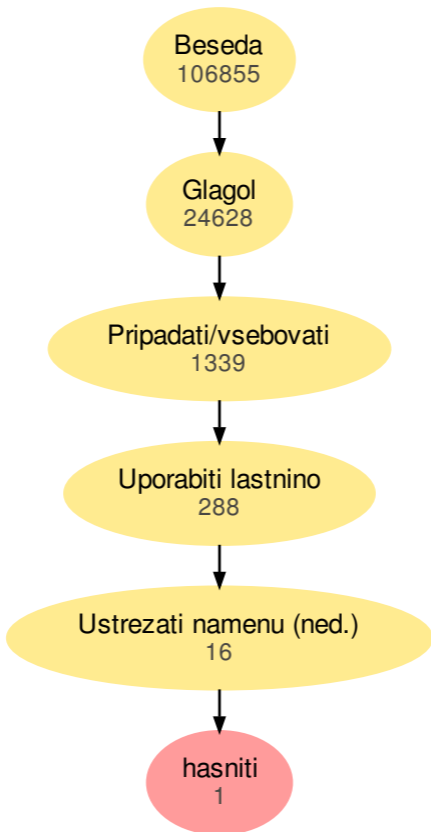 Beseda
106855
Glagol
24628
Pripadati/vsebovati
1339
Uporabiti lastnino
288
Ustrezati namenu (ned.)
16
hasniti
1